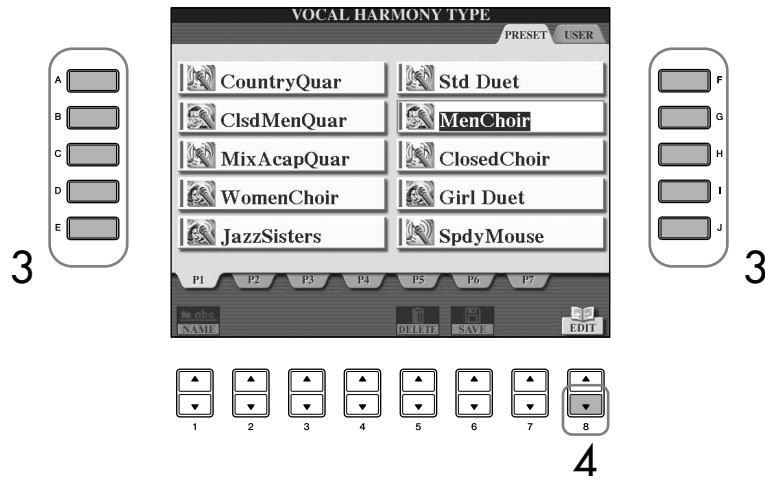 VOCAL HARMONY TYPE
PRESET USER
A CountryQuar Std Duet F
B ClsdMenQuar MenChoir G
C MixAcapQuar ClosedChoir H
D WomenChoir Girl Duet I
E JazzSisters SpdyMouse J
3 3
P1 P2 P3 P4 P5 P6 P7
abc
NAME DELETE SAVE EDIT
1 2 3 4 5 6 7 8
4